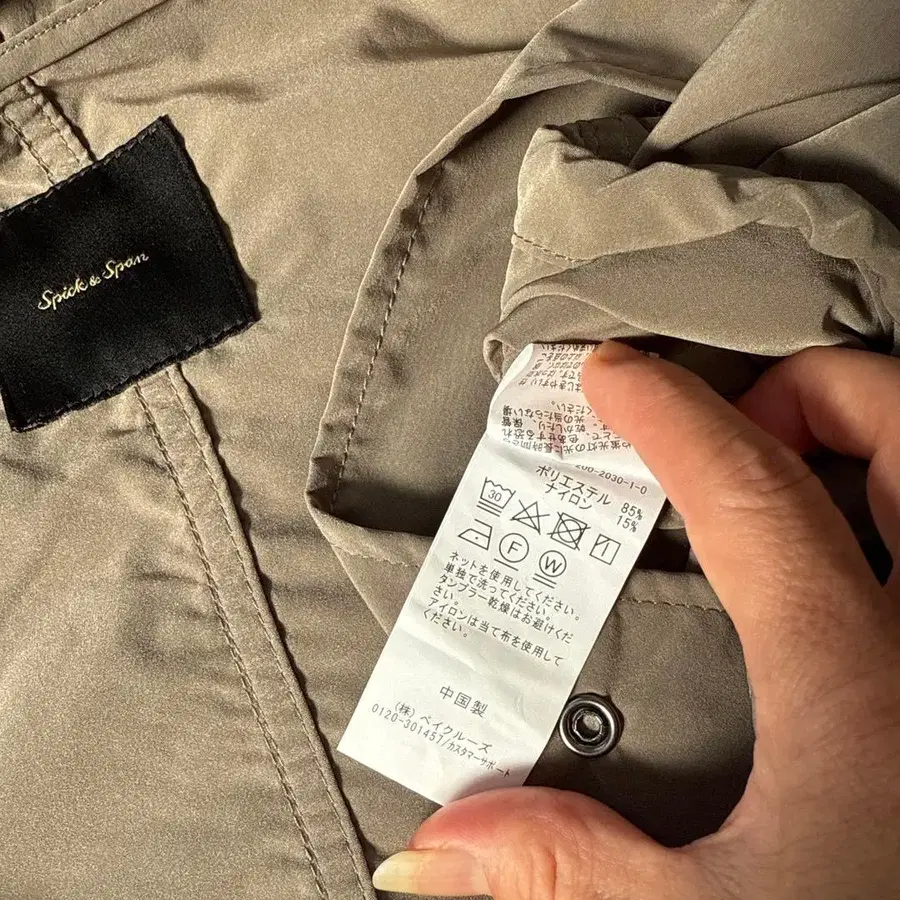 Spick & Span
200-2030-1-0
ポリエステル 85%
ナイロン 15%
30
F W
ネットを使用してください。
単独で洗ってください。
タンブラー乾燥はお避けくだ
さい。
アイロンは当て布を使用して
ください。
中国製
(株) ベイクルーズ
0120-301457/カスタマーサポート